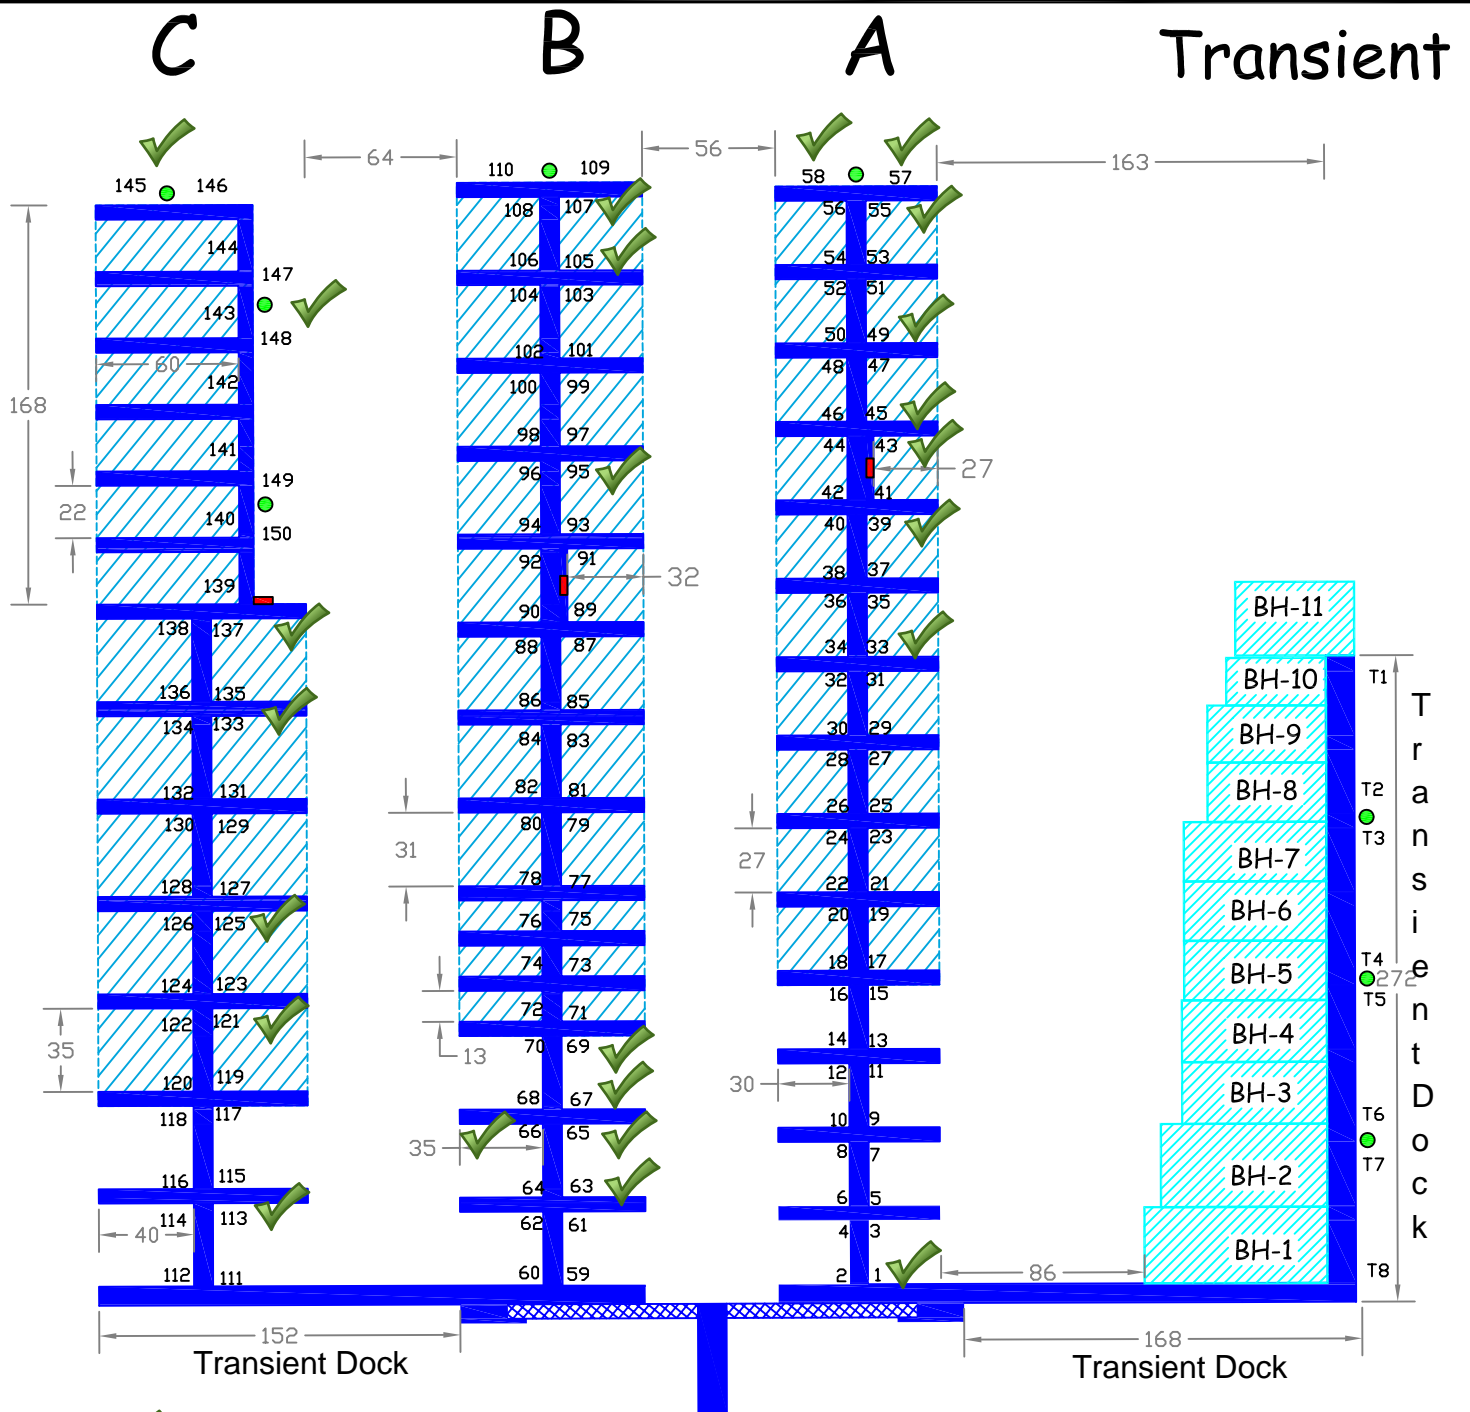 C B A Transient
64 56 163
145 146 110 109 58 57
108 107 56 55
144 106 105 54 53
147 104 103 52 51
143 148 102 101 50 49
60 142 100 99 48 47
168 98 97 46 45
141 96 95 44 43
149 27
22 140 150 94 93 42 41
40 39
139 92 91 32 38 37
90 89 36 35 BH-11
138 137 88 87 34 33
136 135 86 85 32 31 BH-10 T1
134 133 84 83 30 29 BH-9
132 131 82 81 28 27 BH-8 T2
130 129 80 79 26 25
31 27 24 23 BH-7 T3
128 127 78 77 22 21
126 125 76 75 20 19 BH-6
124 123 74 73 18 17 BH-5 T4
272
122 121 72 71 16 15 T5
35 13 70 69 14 13 BH-4
120 119 30 12 11 BH-3
118 117 68 67 10 9 T6
35 66 65 8 7 T7
116 115 64 63 6 5 BH-2
40 114 113 62 61 4 3 BH-1
112 111 60 59 2 1 86 T8
Transient Dock
152 168
Transient Dock Transient Dock